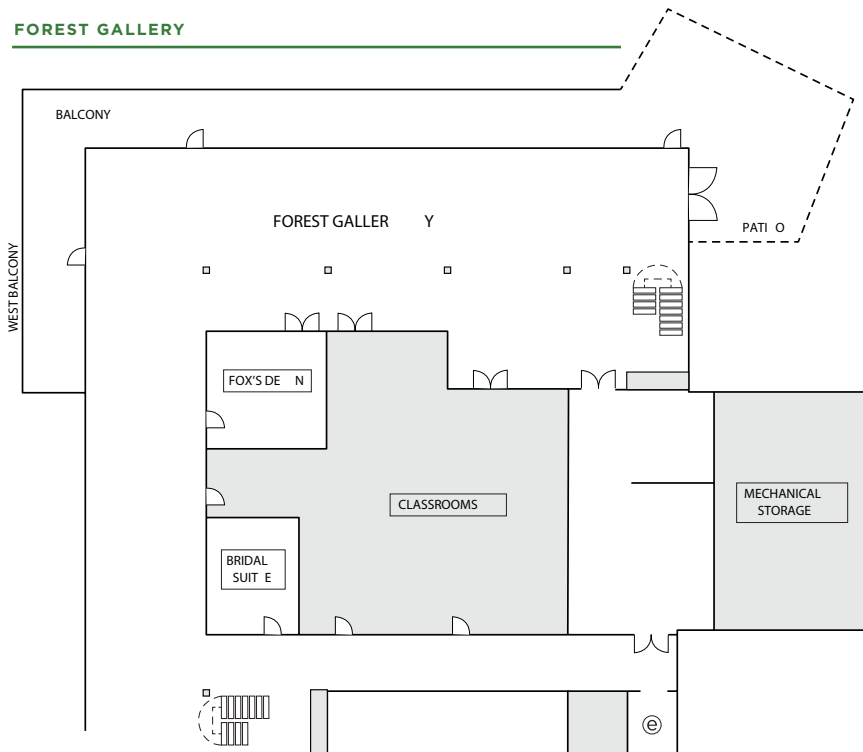 FOREST GALLERY
BALCONY
FOREST GALLER Y
PATI O
WEST BALCONY
FOX'S DE N
CLASSROOMS
MECHANICAL
STORAGE
BRIDAL
SUIT E
e